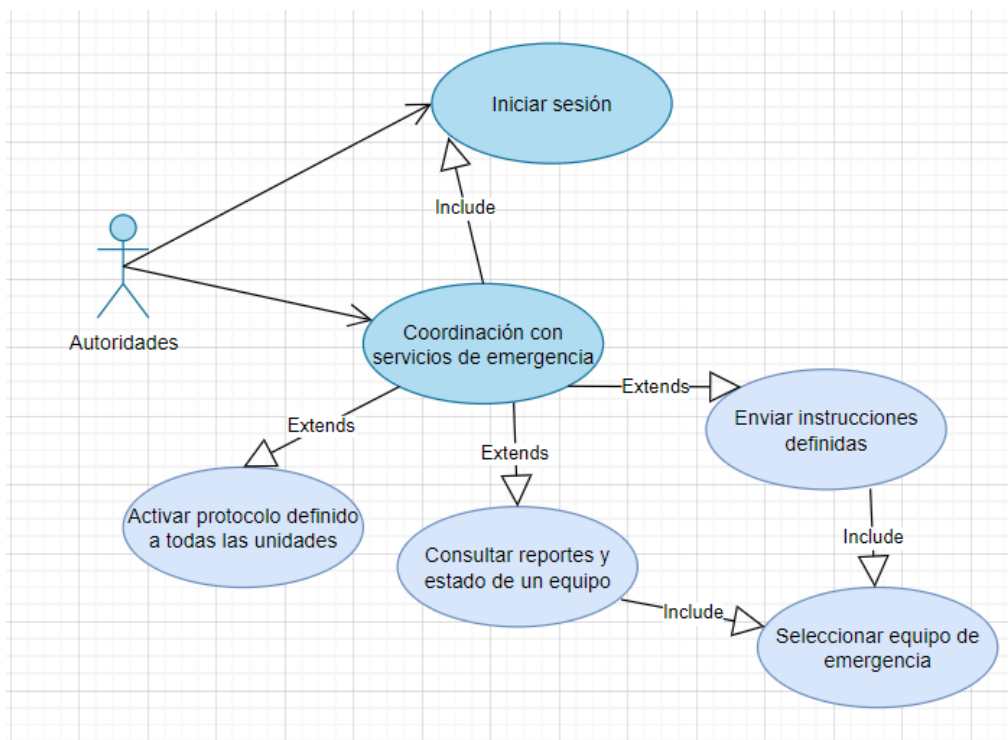 Iniciar sesión
Include
Autoridades
Coordinación con
servicios de emergencia
Extends
Extends
Extends
Enviar instrucciones
definidas
Activar protocolo definido
a todas las unidades
Consultar reportes y
estado de un equipo
Include
Include
Seleccionar equipo de
emergencia